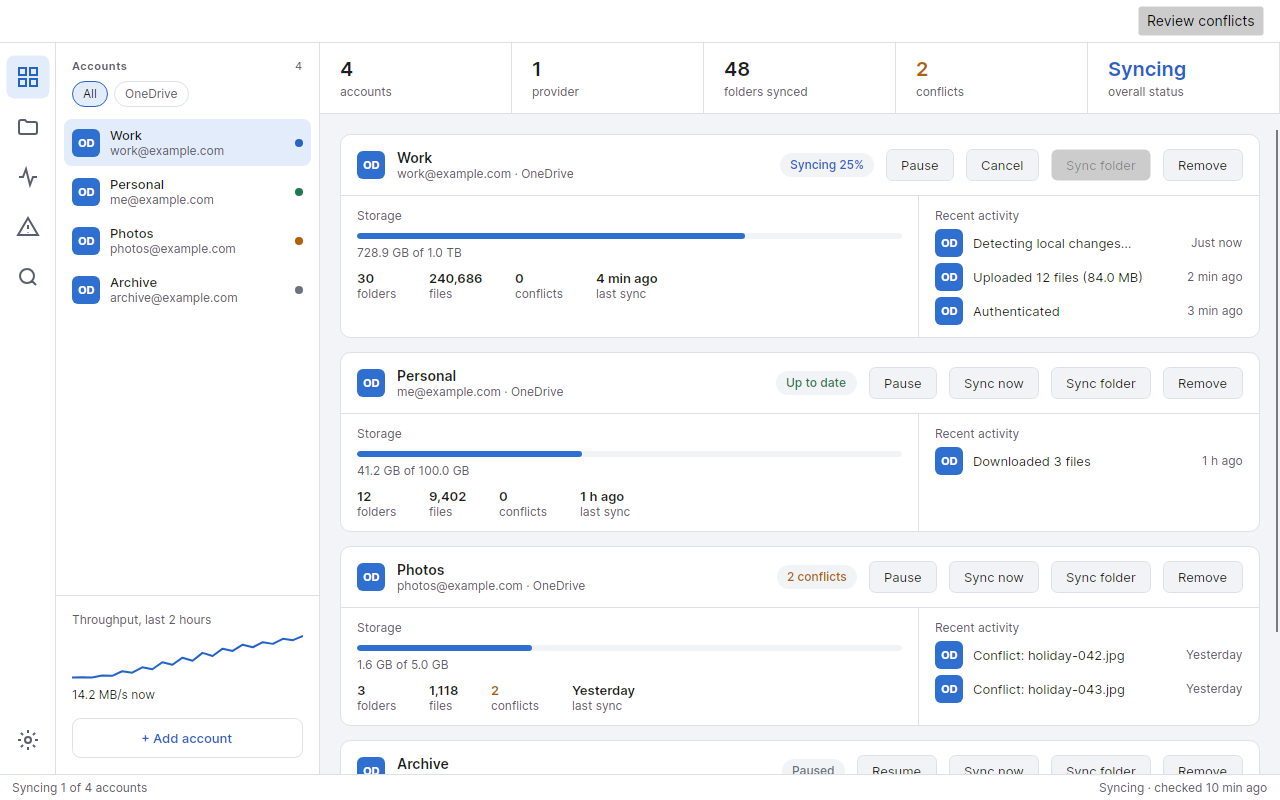 Review conflicts
Accounts
4
All
OneDrive
OD
Work
work@example.com
OD
Personal
me@example.com
OD
Photos
photos@example.com
OD
Archive
archive@example.com
Throughput, last 2 hours
14.2 MB/s now
+ Add account
4
accounts
1
provider
48
folders synced
2
conflicts
Syncing
overall status
OD
Work
work@example.com · OneDrive
Syncing 25%
Pause
Cancel
Sync folder
Remove
Storage
728.9 GB of 1.0 TB
30
folders
240,686
files
0
conflicts
4 min ago
last sync
Recent activity
OD
Detecting local changes...
Just now
OD
Uploaded 12 files (84.0 MB)
2 min ago
OD
Authenticated
3 min ago
OD
Personal
me@example.com · OneDrive
Up to date
Pause
Sync now
Sync folder
Remove
Storage
41.2 GB of 100.0 GB
12
folders
9,402
files
0
conflicts
1 h ago
last sync
Recent activity
OD
Downloaded 3 files
1 h ago
OD
Photos
photos@example.com · OneDrive
2 conflicts
Pause
Sync now
Sync folder
Remove
Storage
1.6 GB of 5.0 GB
3
folders
1,118
files
2
conflicts
Yesterday
last sync
Recent activity
OD
Conflict: holiday-042.jpg
Yesterday
OD
Conflict: holiday-043.jpg
Yesterday
OD
Archive
Paused
Resume
Sync now
Sync folder
Remove
Syncing 1 of 4 accounts
Syncing · checked 10 min ago